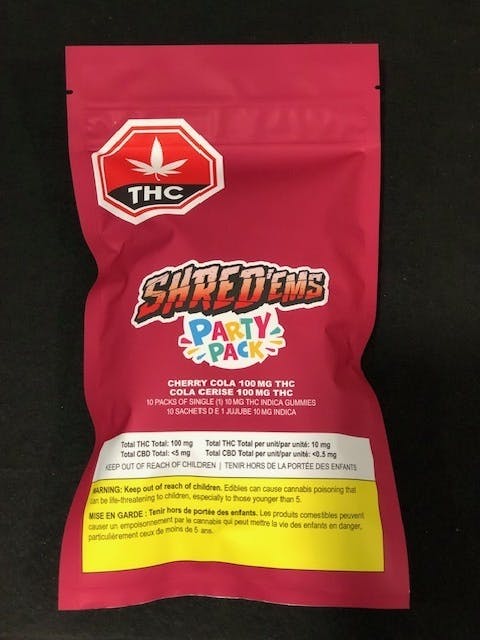 THC
SHRED'EMS
PARTY
PACK
CHERRY COLA 100 MG THC
COLA CERISE 100 MG THC
10 PACKS OF SINGLE (1) 10 MG THC INDICA GUMMIES
10 SACHETS D E 1 JUJUBE 10 MG INDICA
Total THC Total: 100 mg Total THC Total per unit/par unité: 10 mg
Total CBD Total: <5 mg Total CBD Total per unit/par unité: <0.5 mg
KEEP OUT OF REACH OF CHILDREN | TENIR HORS DE LA PORTÉE DES ENFANTS
WARNING: Keep out of reach of children. Edibles can cause cannabis poisoning that
can be life-threatening to children, especially to those younger than 5.
MISE EN GARDE : Tenir hors de portée des enfants. Les produits comestibles peuvent
causer un empoisonnement par le cannabis qui peut mettre la vie des enfants en danger,
particulièrement ceux de moins de 5 ans.